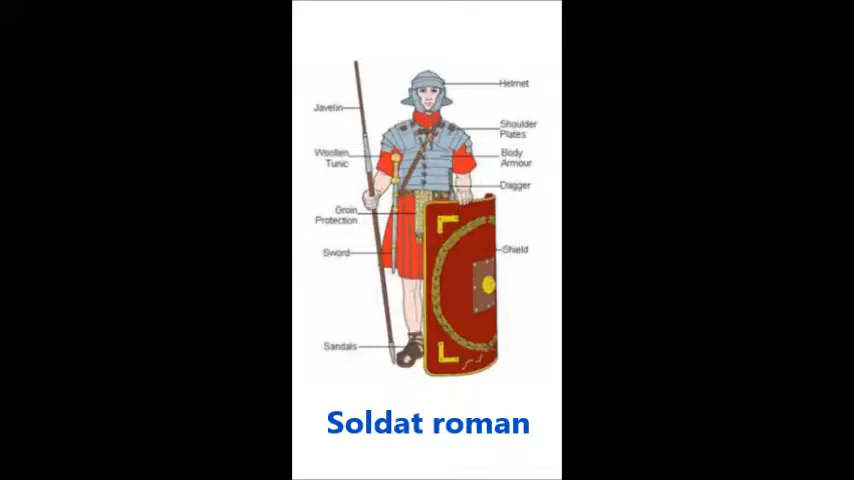 Helmet
Javelin
Shoulder
Plates
Woollen
Tunic
Body
Armour
Dagger
Groin
Protection
Sword
Shield
Sandals
Soldat roman